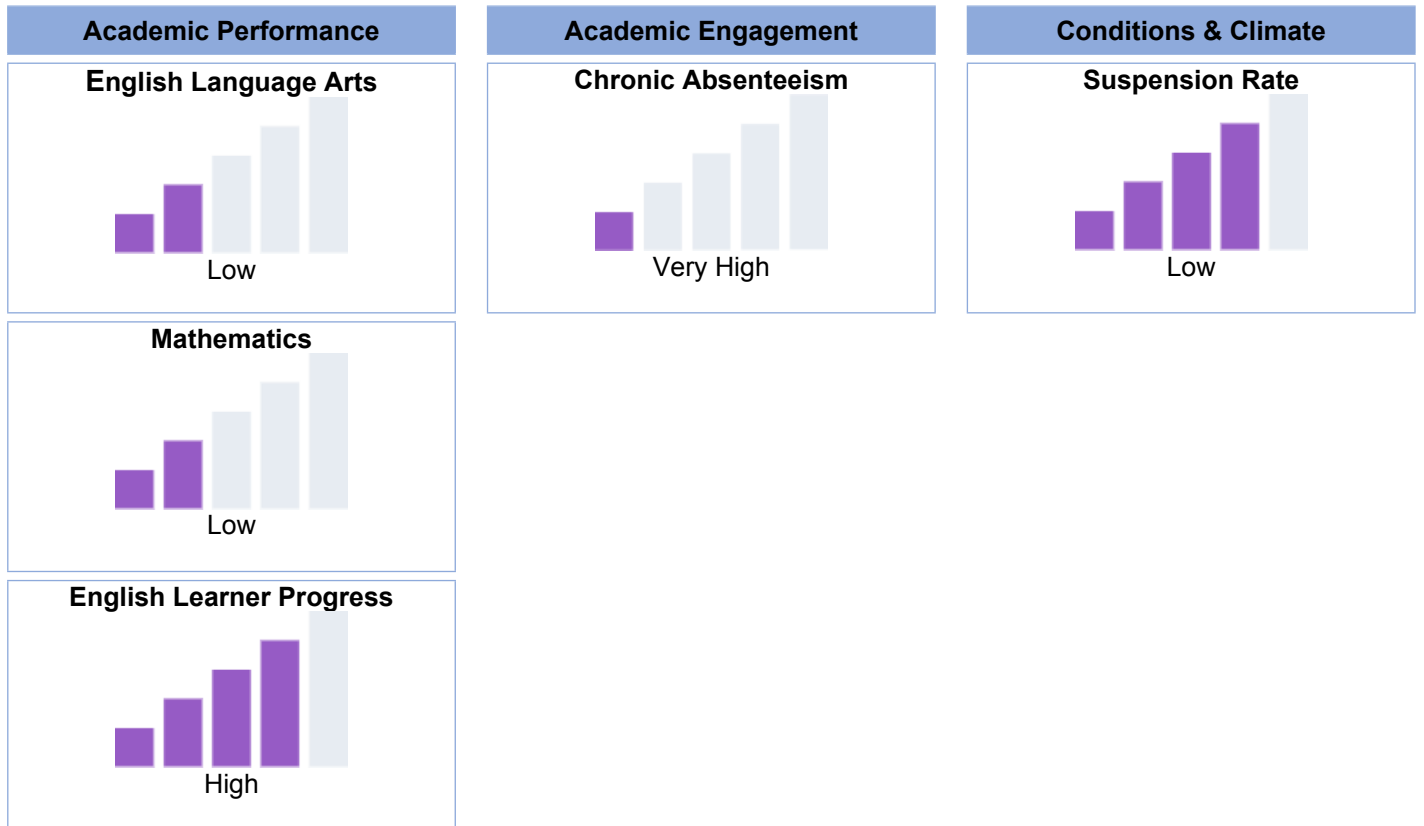 Academic Performance
English Language Arts
Low
Mathematics
Low
English Learner Progress
High
Academic Engagement
Chronic Absenteeism
Very High
Conditions & Climate
Suspension Rate
Low